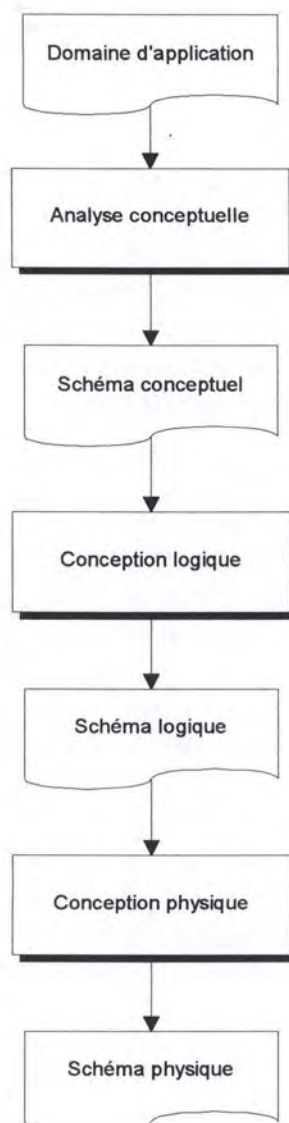 Domaine d'application
Analyse conceptuelle
Schéma conceptuel
Conception logique
Schéma logique
Conception physique
Schéma physique